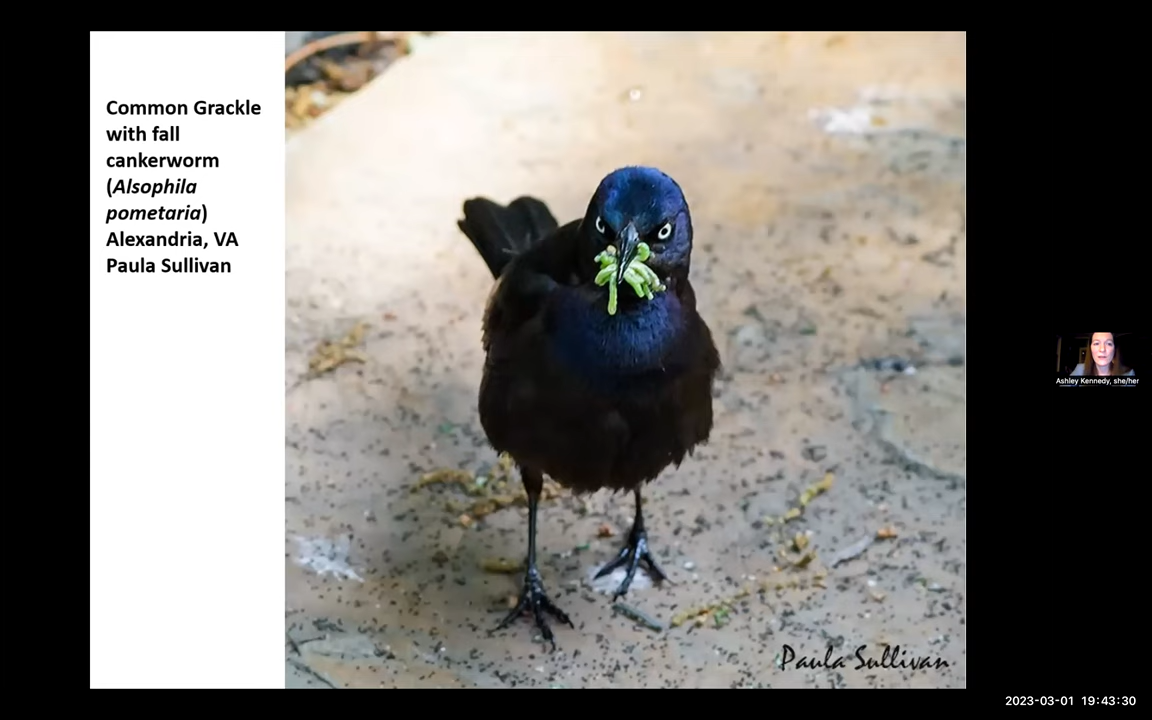 Common Grackle
with fall
cankerworm
(Alsophila
pometaria)
Alexandria, VA
Paula Sullivan
Paula Sullivan
Ashley Kennedy, she/her
2023-03-01 19:43:30